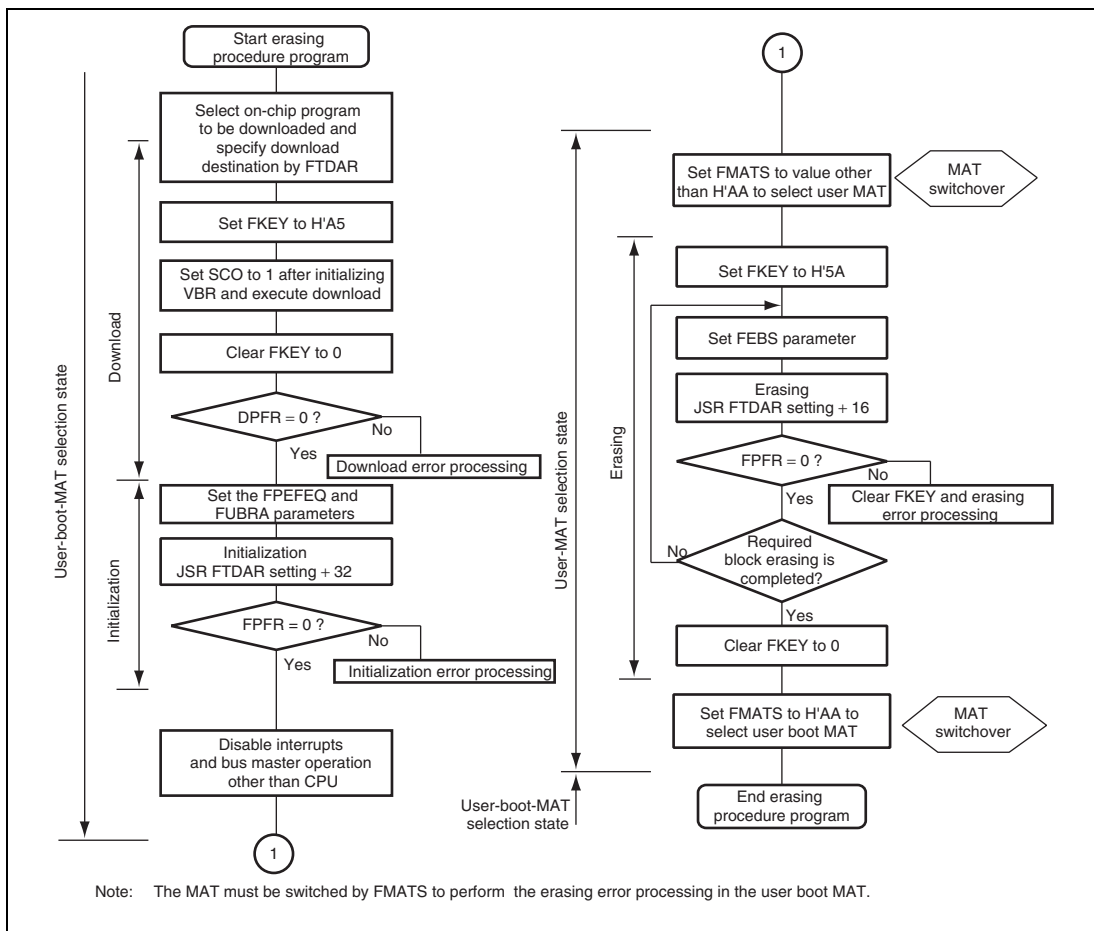 Start erasing
procedure program
Select on-chip program
to be downloaded and
specify download
destination by FTDAR
Set FKEY to H'A5
Set SCO to 1 after initializing
VBR and execute download
Clear FKEY to 0
DPFR = 0 ?
No
Yes
Download error processing
Set the FPEFEQ and
FUBRA parameters
Initialization
JSR FTDAR setting + 32
FPFR = 0 ?
No
Yes
Initialization error processing
Disable interrupts
and bus master operation
other than CPU
1
User-boot-MAT selection state
Download
Initialization
1
Set FMATS to value other
than H'AA to select user MAT
MAT
switchover
Set FKEY to H'5A
Set FEBS parameter
Erasing
JSR FTDAR setting + 16
FPFR = 0 ?
No
Yes
Clear FKEY and erasing
error processing
Required
block erasing is
completed?
No
Yes
Clear FKEY to 0
Set FMATS to H'AA to
select user boot MAT
MAT
switchover
End erasing
procedure program
User-MAT selection state
Erasing
User-boot-MAT
selection state
Note: The MAT must be switched by FMATS to perform the erasing error processing in the user boot MAT.